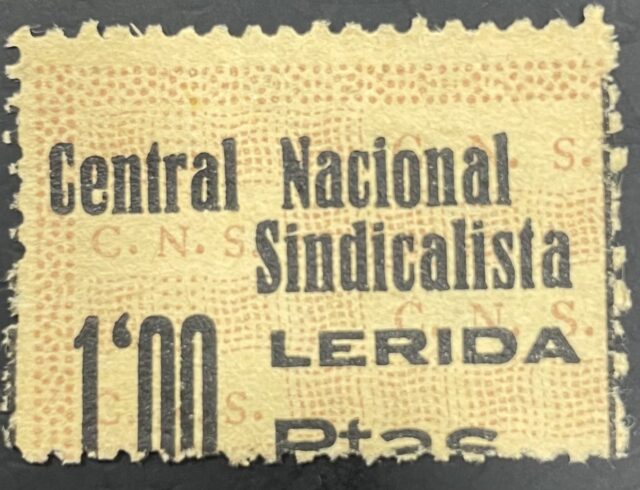 C. N. S.
Central Nacional
C. N. S.
Sindicalista
C. N. S.
1'00 LERIDA
C. N. S.
Ptas